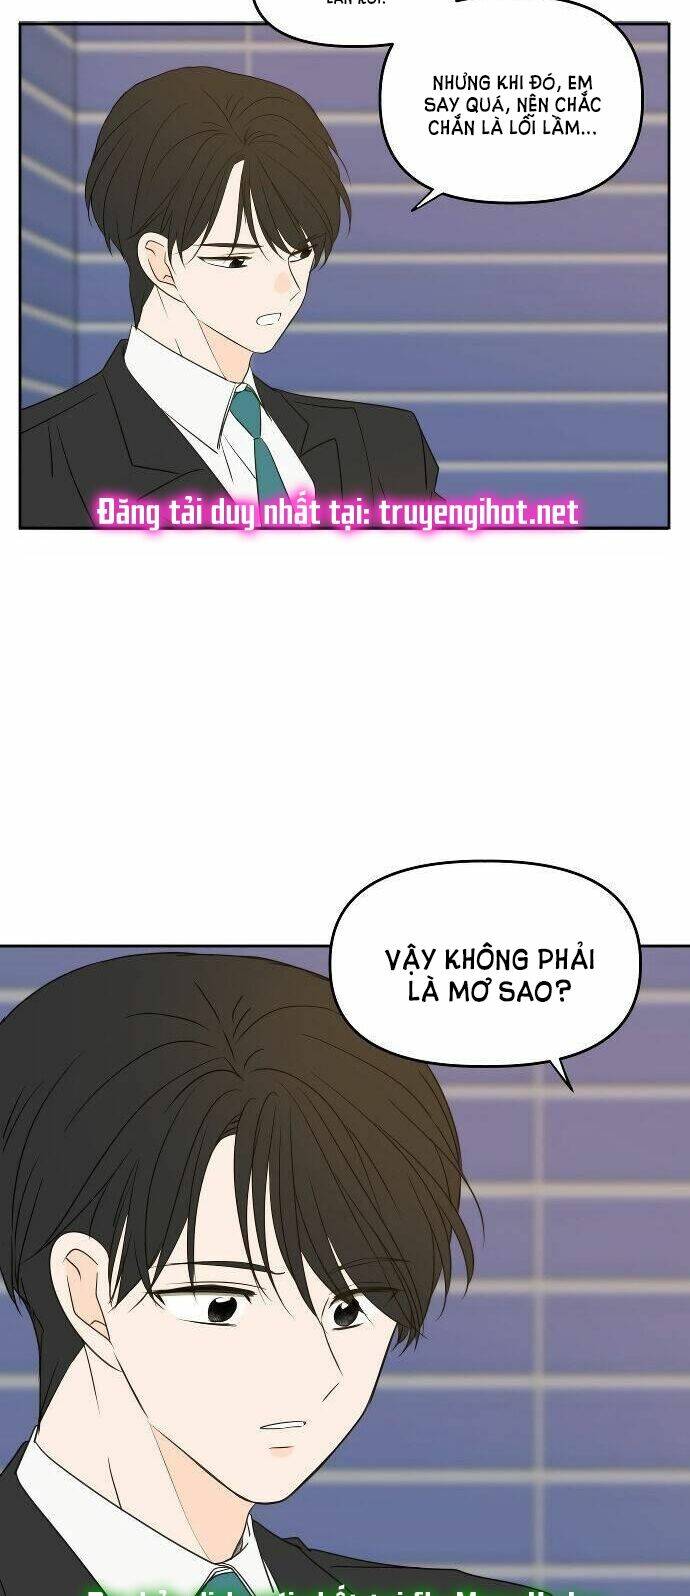 NHƯNG KHI ĐÓ, EM
SAY QUÁ, NÊN CHẮC
CHẮN LÀ LỖI LẦM...
Đăng tải duy nhất tại: truyengihot.net
VẬY KHÔNG PHẢI
LÀ MƠ SAO?